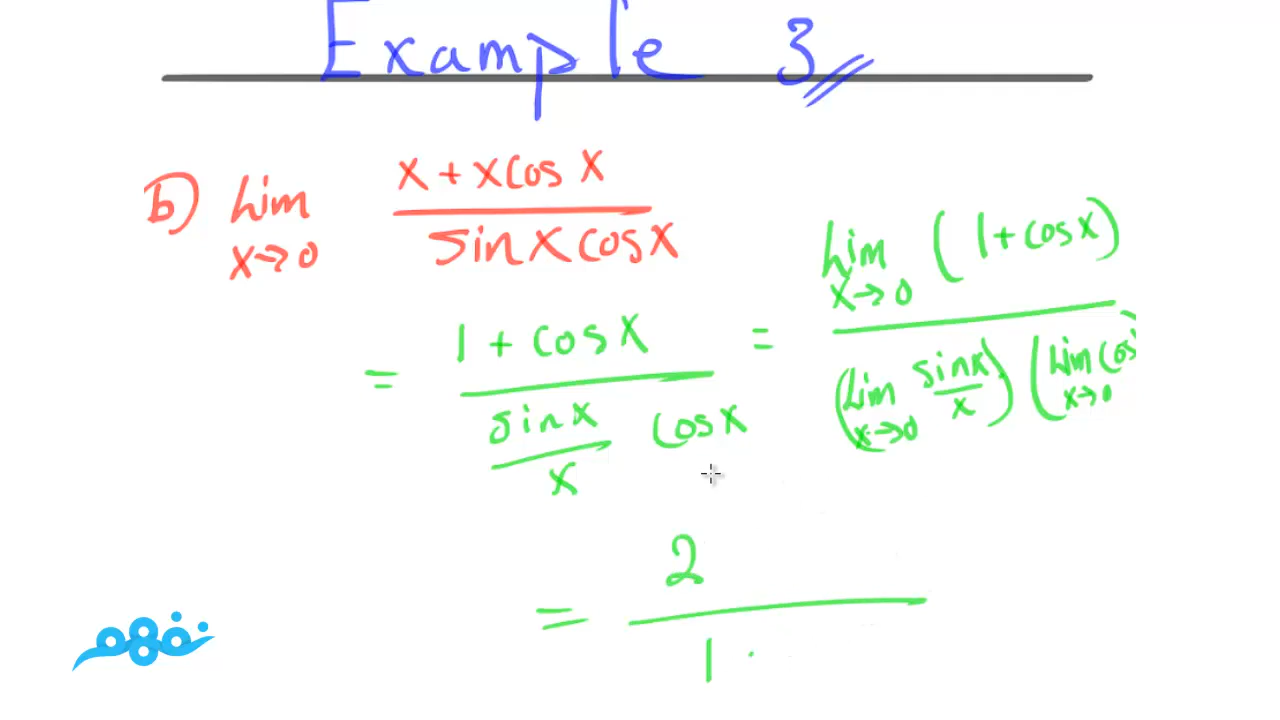 Example 3
b) lim x→0 x + x cos x / sin x cos x
= 1 + cos x / sin x / x cos x
= lim x→0 (1 + cos x) / (lim x→0 sin x / x) (lim x→0 cos
= 2 / 1 ·
نفهم